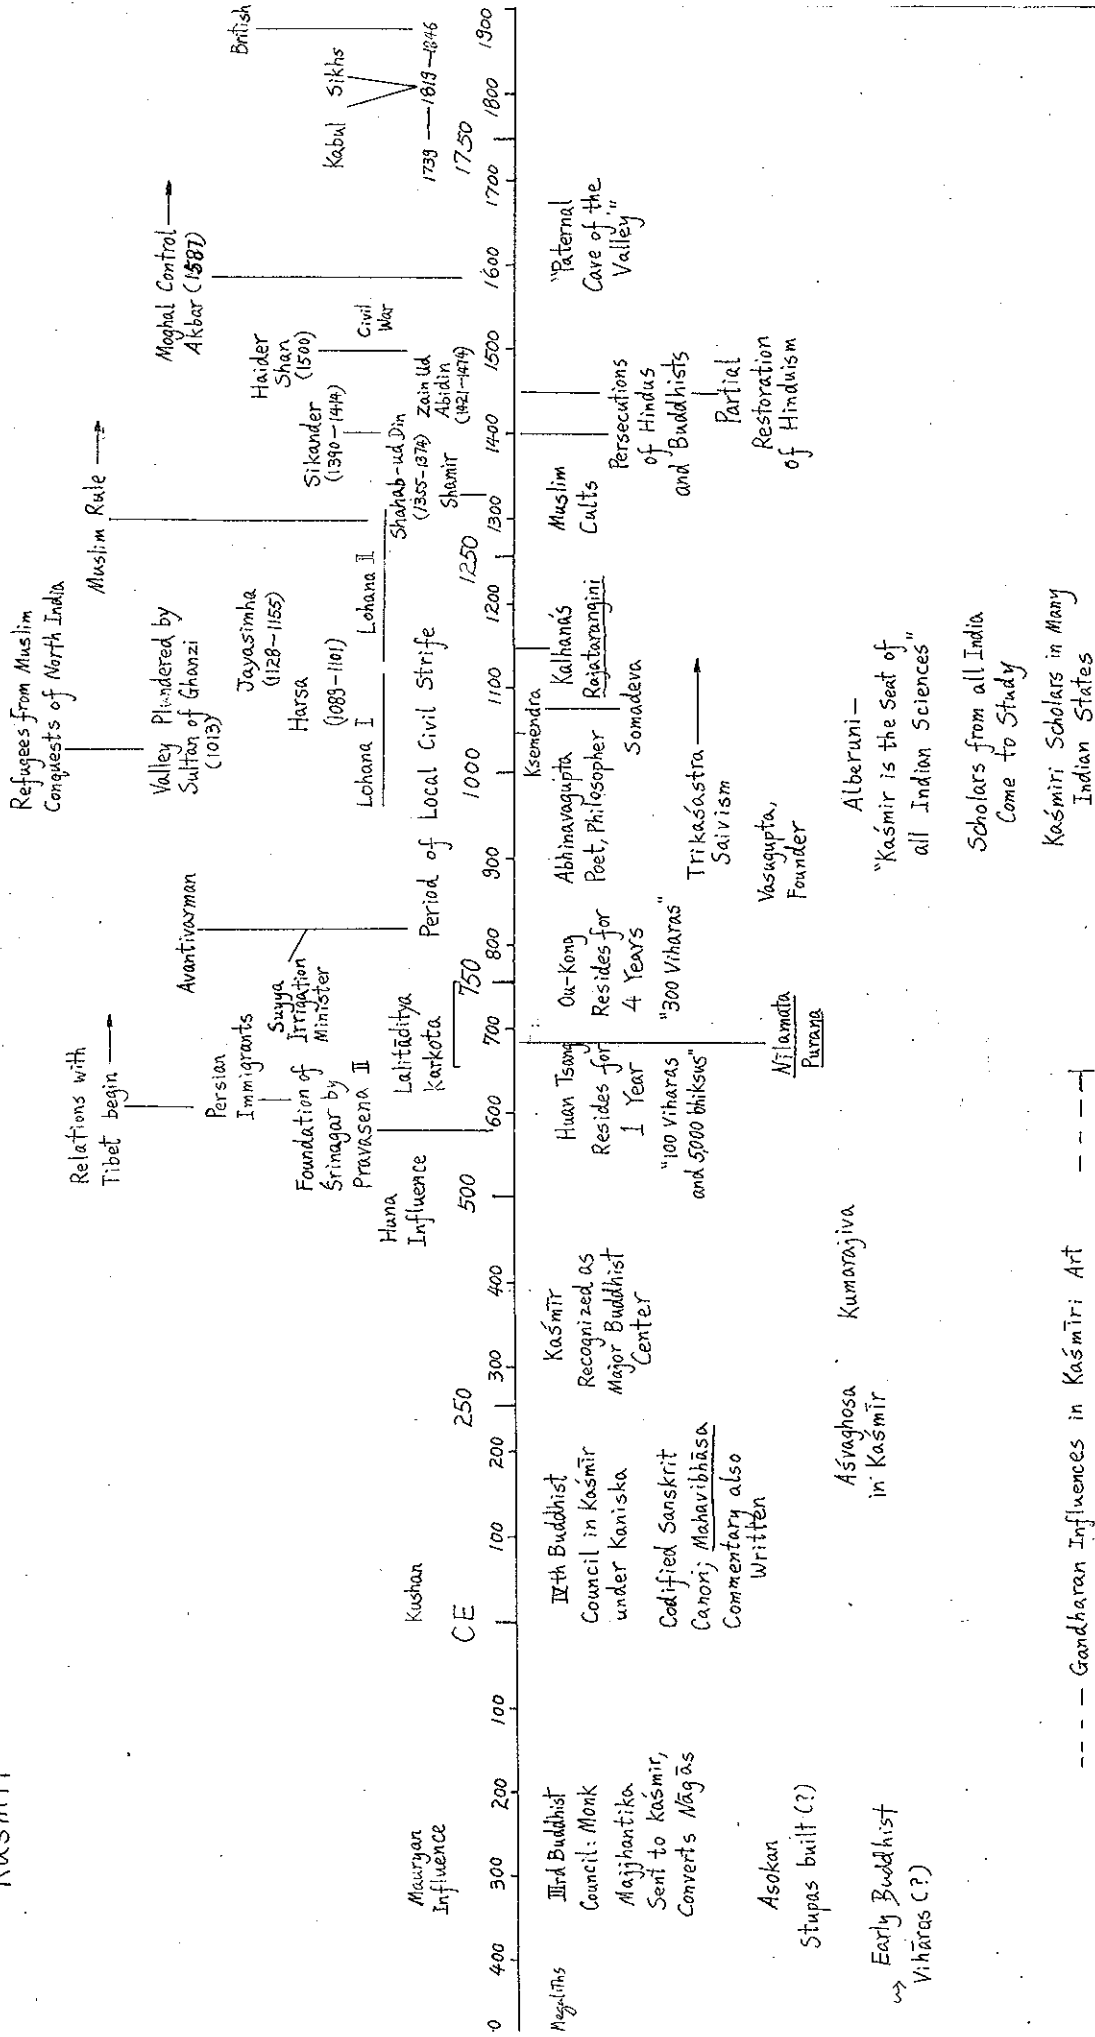 Kaśmīr
Refugees from Muslim
Conquests of North India
Relations with
Tibet begin
Muslim Rule
Moghal Control
Akbar (1587)
British
Avantivarman
Valley Plundered by
Sultan of Ghanzi
(1013)
Persian
Immigrants
Suyya
Irrigation
Minister
Jayasimha
(1128-1155)
Haider
Shan
(1500)
Foundation of
Śrinagar by
Pravasena II
Harsa
(1089-1101)
Sikander
(1390-1414)
Kabul
Sikhs
Mauryan
Influence
Kushan
Huna
Influence
Lalitāditya
Karkota
Period of Local Civil Strife
Lohana I
Lohana II
Shahab-ud Din
(1355-1374)
Shamir
Zain Ud
Abidin
(1421-1474)
Civil
War
1739 — 1819 — 1846
CE
250
750
1250
1750
0
400
300
200
100
100
200
300
400
500
600
700
800
900
1000
1100
1200
1300
1400
1500
1600
1700
1800
1900
Megaliths
IIIrd Buddhist
Council: Monk
Majjhantika
Sent to Kaśmir,
Converts Nāgās
Asokan
Stupas built (?)
Early Buddhist
Vihāras (?)
IVth Buddhist
Council in Kaśmīr
under Kaniska
Codified Sanskrit
Canon; Mahavibhāsa
Commentary also
Written
Aśvaghosa
in Kaśmīr
Kaśmīr
Recognized as
Major Buddhist
Center
Kumarajiva
Huan Tsang
Resides for
1 Year
"100 Viharas
and 5,000 bhiksus"
Nīlamata
Purana
Ou-Kong
Resides for
4 Years
"300 Viharas"
Abhinavagupta
Poet, Philosopher
Ksemendra
Somadeva
Kalhana's
Rajatarangini
Trikaśastra
Saivism
Vasugupta,
Founder
Muslim
Cults
Persecutions
of Hindus
and Buddhists
Partial
Restoration
of Hinduism
"Paternal
Cave of the
Valley"
Albaruni —
"Kaśmir is the Seat of
all Indian Sciences"
Scholars from all India
Come to Study
Kaśmiri Scholars in Many
Indian States
---- Gandharan Influences in Kaśmīri Art ----